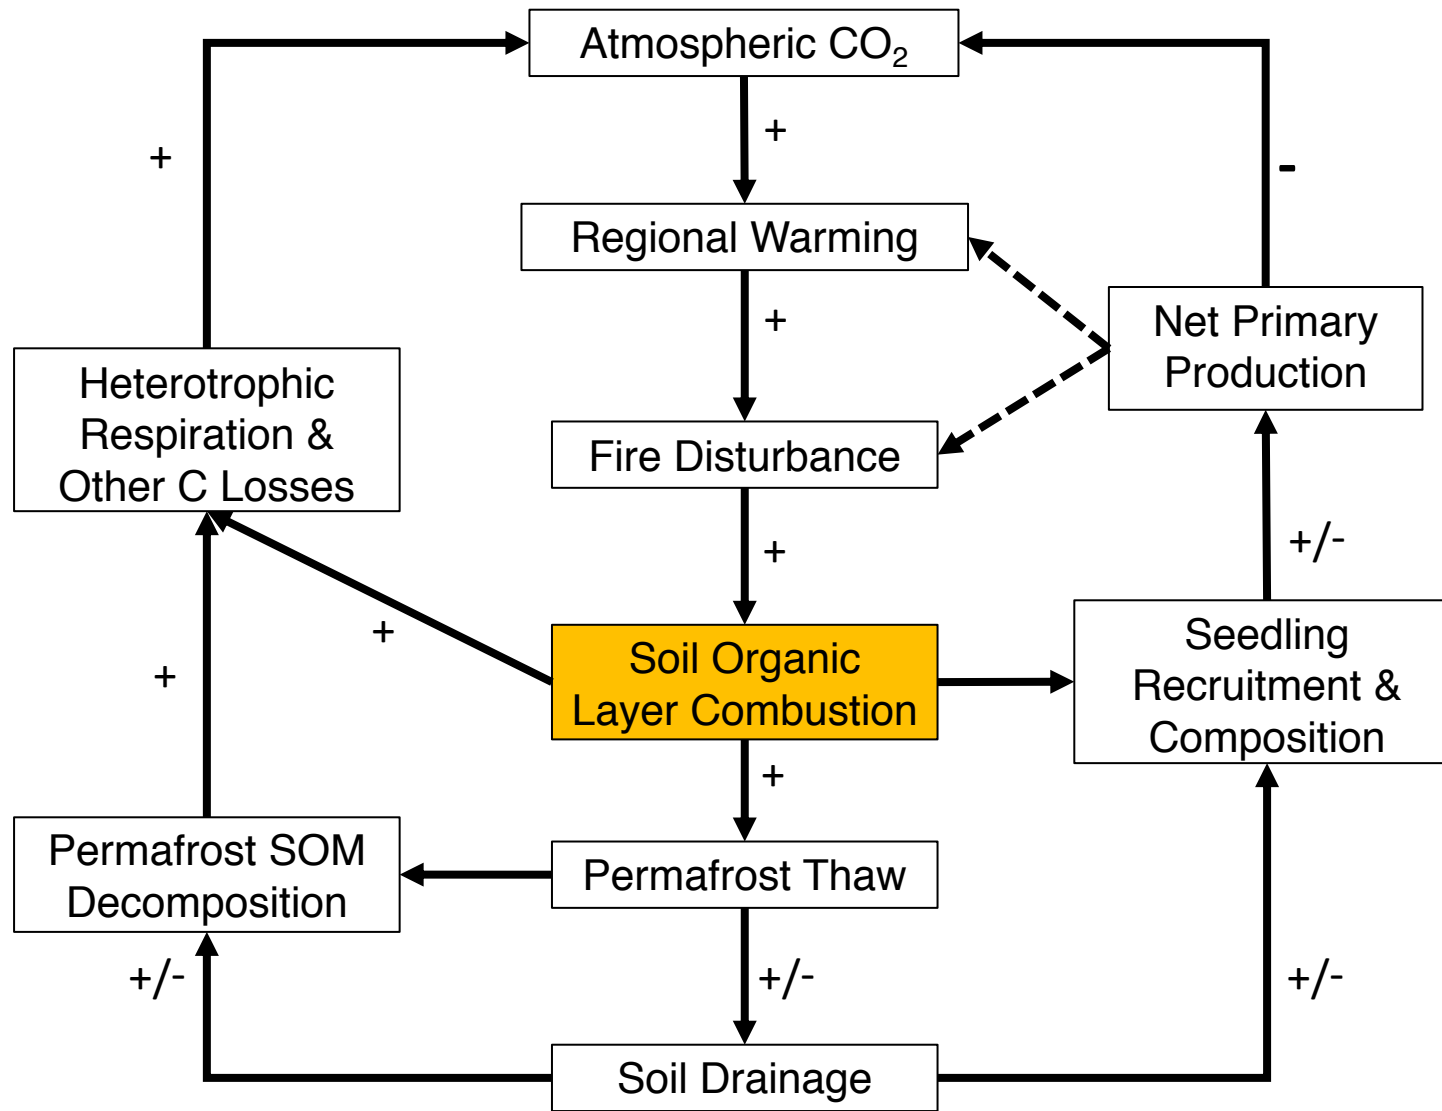 Atmospheric CO₂
+
+
-
Regional Warming
+
Net Primary
Production
Heterotrophic
Respiration &
Other C Losses
Fire Disturbance
+
+/-
+
+
Soil Organic
Layer Combustion
Seedling
Recruitment &
Composition
+
Permafrost SOM
Decomposition
Permafrost Thaw
+/-
+/-
+/-
Soil Drainage